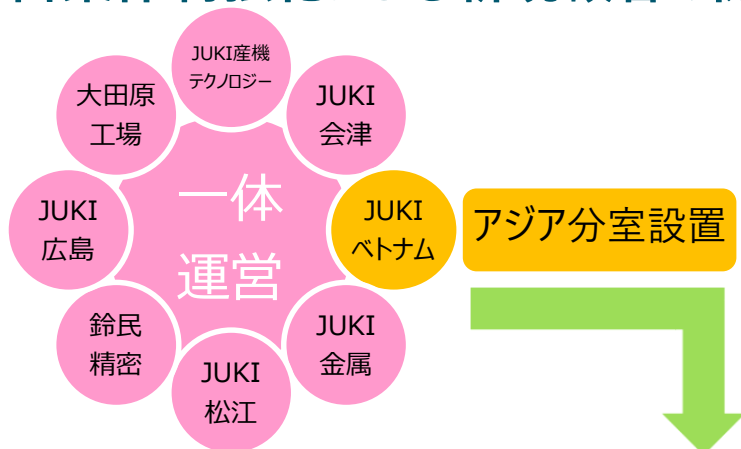 JUKI産機
テクノロジー
大田原
工場
JUKI
会津
一体
運営
JUKI
広島
JUKI
ベトナム
アジア分室設置
鈴民
精密
JUKI
金属
JUKI
松江